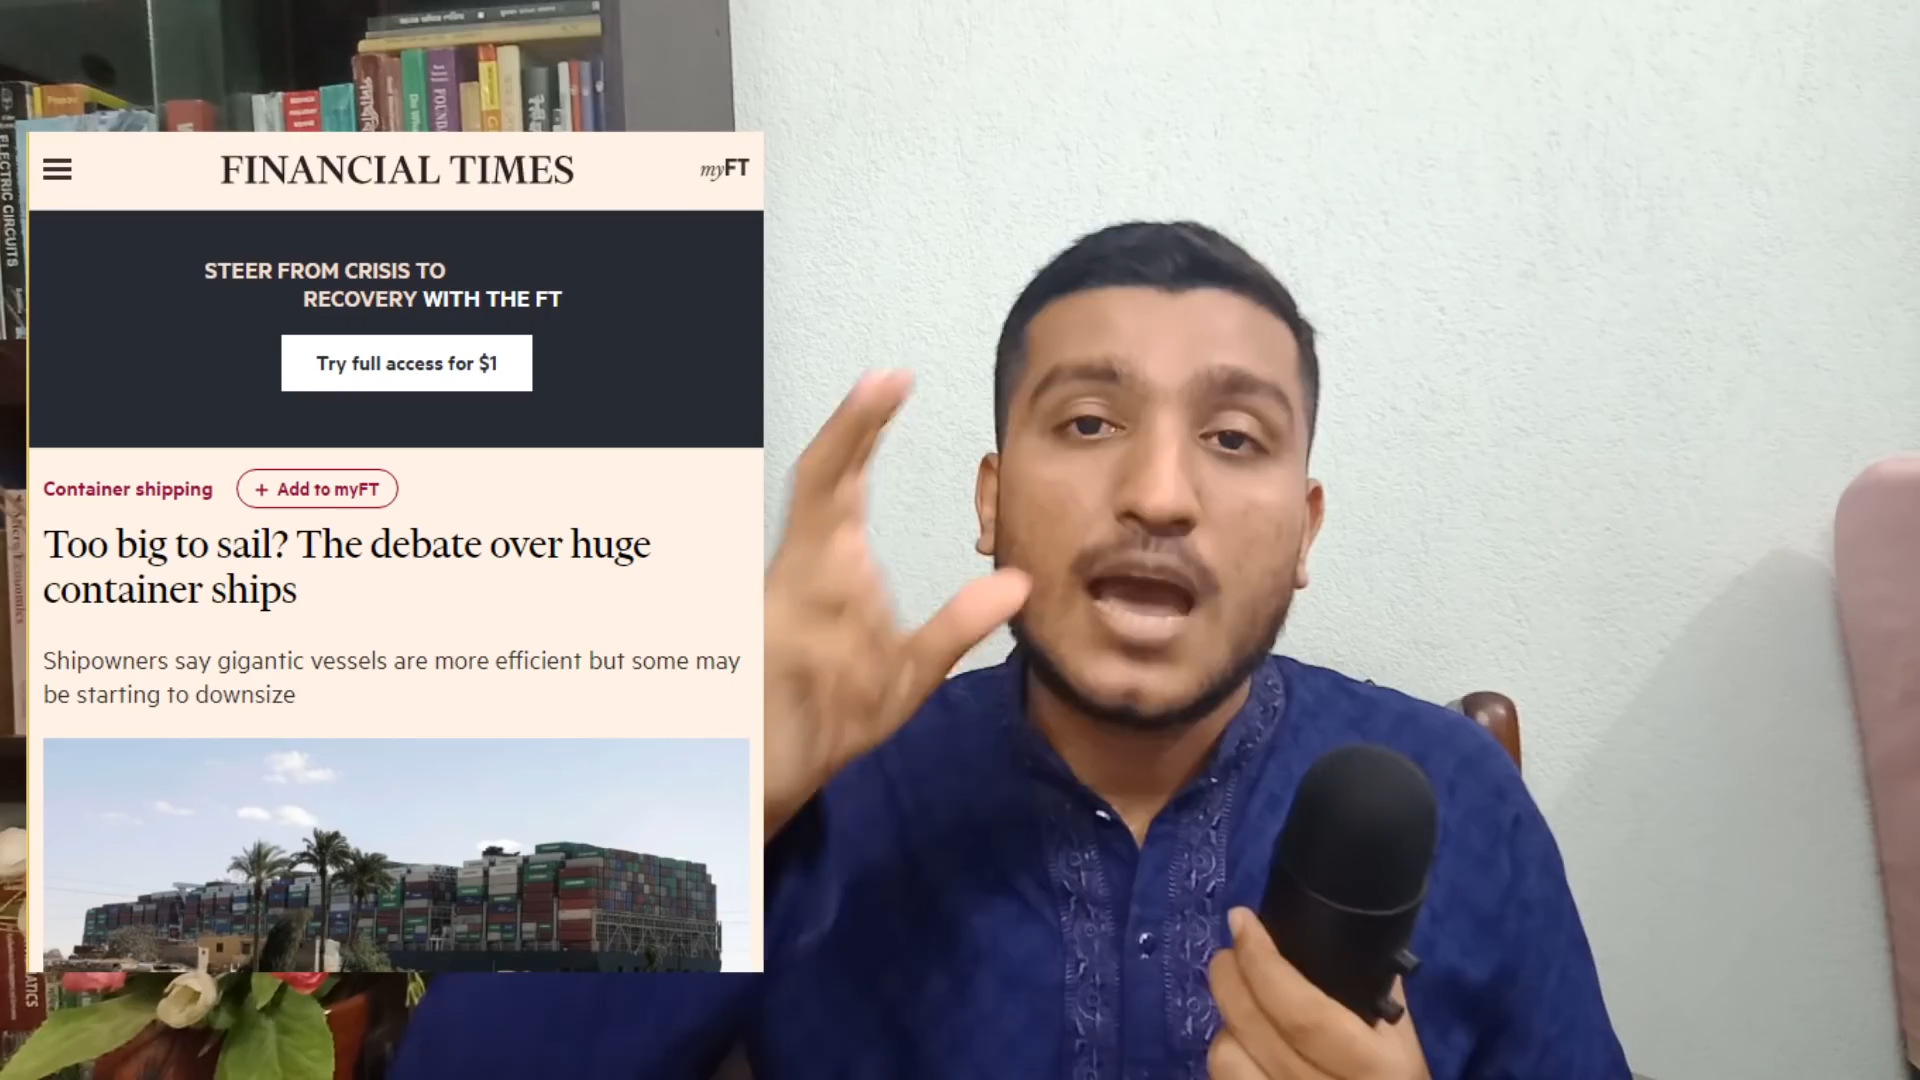 FINANCIAL TIMES
myFT
STEER FROM CRISIS TO
RECOVERY WITH THE FT
Try full access for $1
Container shipping
+ Add to myFT
Too big to sail? The debate over huge
container ships
Shipowners say gigantic vessels are more efficient but some may
be starting to downsize
ELECTRIC CIRCUITS